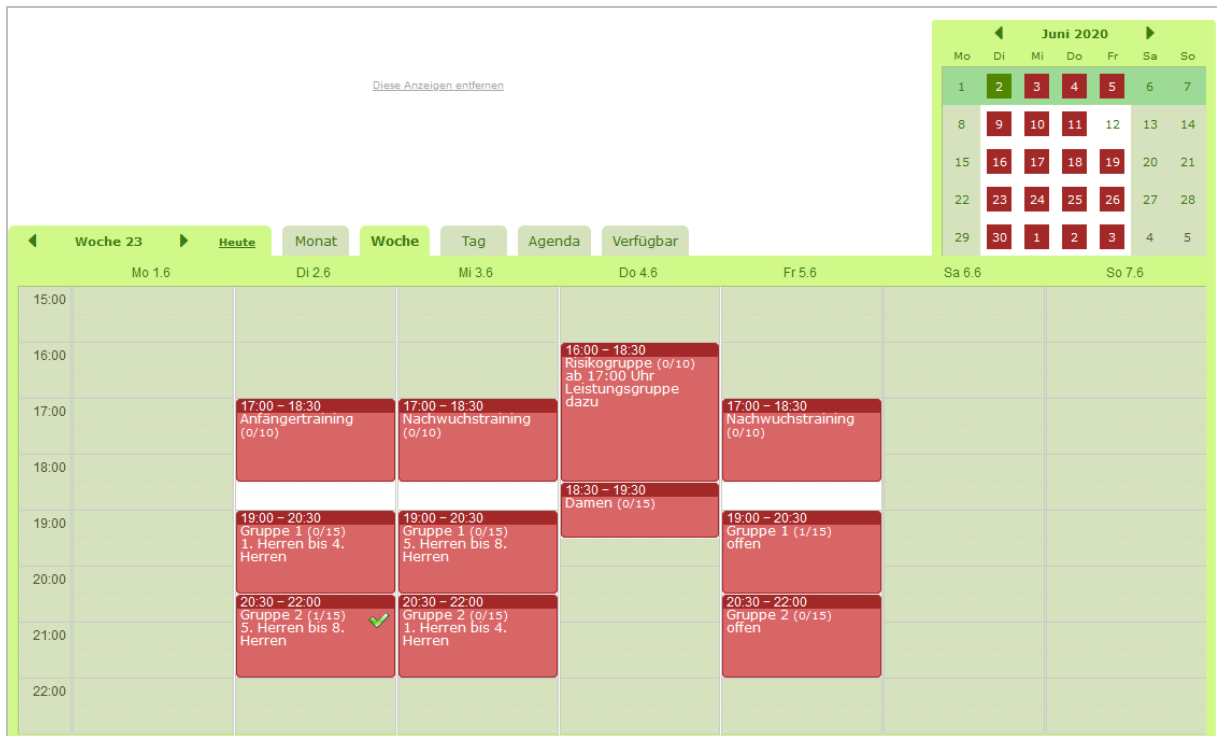 Diese Anzeigen entfernen
Juni 2020
Mo Di Mi Do Fr Sa So
1 2 3 4 5 6 7
8 9 10 11 12 13 14
15 16 17 18 19 20 21
22 23 24 25 26 27 28
29 30 1 2 3 4 5
Woche 23 Heute Monat Woche Tag Agenda Verfügbar
Mo 1.6 Di 2.6 Mi 3.6 Do 4.6 Fr 5.6 Sa 6.6 So 7.6
15:00
16:00
17:00
18:00
19:00
20:00
21:00
22:00
17:00 – 18:30
Anfängertraining
(0/10)
19:00 – 20:30
Gruppe 1 (0/15)
1. Herren bis 4.
Herren
20:30 – 22:00
Gruppe 2 (1/15)
5. Herren bis 8.
Herren
17:00 – 18:30
Nachwuchstraining
(0/10)
19:00 – 20:30
Gruppe 1 (0/15)
5. Herren bis 8.
Herren
20:30 – 22:00
Gruppe 2 (0/15)
1. Herren bis 4.
Herren
16:00 – 18:30
Risikogruppe (0/10)
ab 17:00 Uhr
Leistungsgruppe
dazu
18:30 – 19:30
Damen (0/15)
17:00 – 18:30
Nachwuchstraining
(0/10)
19:00 – 20:30
Gruppe 1 (1/15)
offen
20:30 – 22:00
Gruppe 2 (0/15)
offen